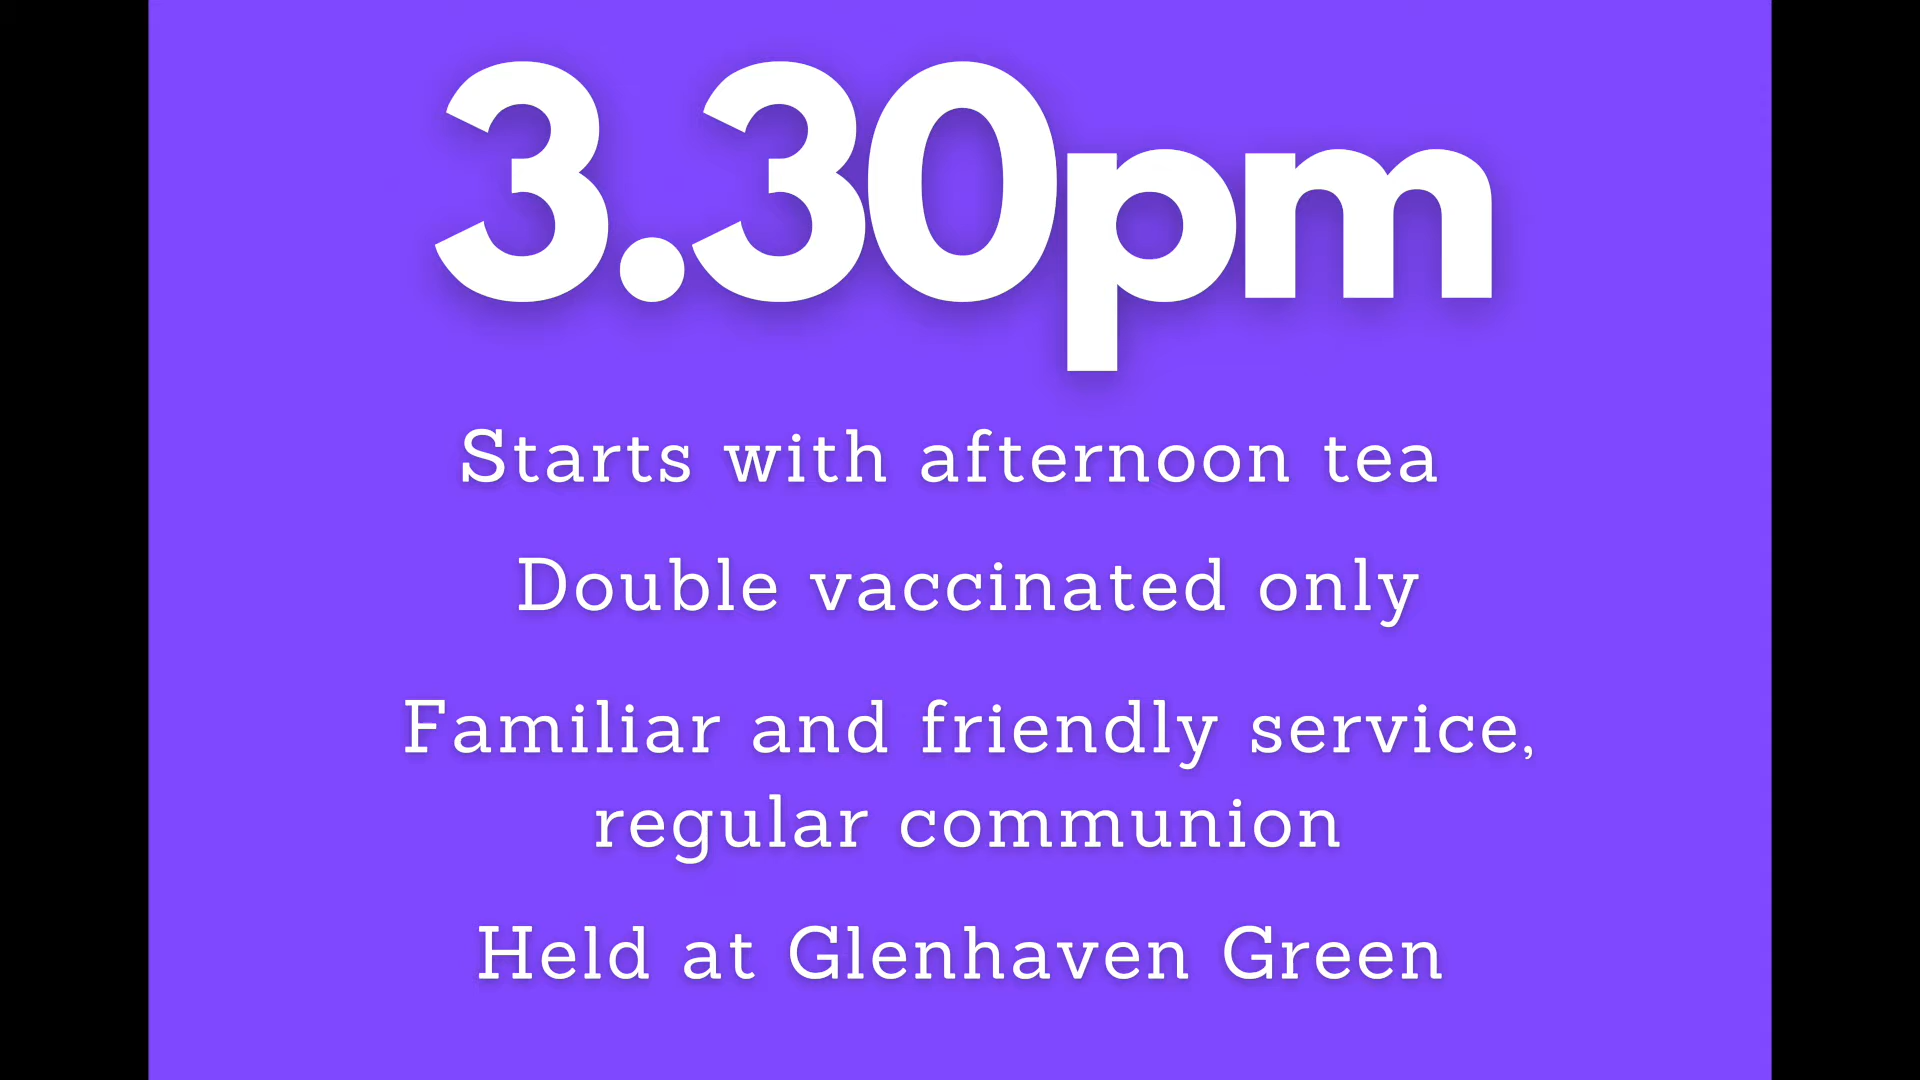 3.30pm
Starts with afternoon tea
Double vaccinated only
Familiar and friendly service,
regular communion
Held at Glenhaven Green